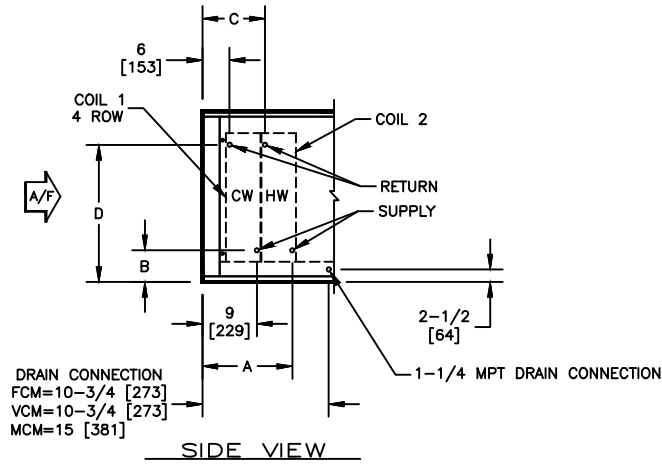 C
6
[153]
COIL 1
4 ROW
COIL 2
A/F
D
CW
HW
RETURN
SUPPLY
B
9
[229]
2-1/2
[64]
A
1-1/4 MPT DRAIN CONNECTION
DRAIN CONNECTION
FCM=10-3/4 [273]
VCM=10-3/4 [273]
MCM=15 [381]
SIDE VIEW